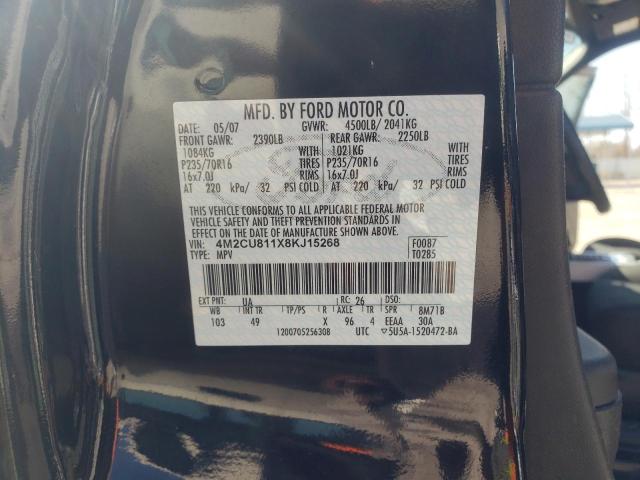 MFD. BY FORD MOTOR CO.
DATE: 05/07 GVWR: 4500LB/ 2041KG
FRONT GAWR: 2390LB REAR GAWR: 2250LB
1084KG WITH 1021KG WITH
P235/70R16 TIRES P235/70R16 TIRES
16x7.0J RIMS 16x7.0J RIMS
AT 220 kPa/ 32 PSI COLD AT 220 kPa/ 32 PSI COLD
THIS VEHICLE CONFORMS TO ALL APPLICABLE FEDERAL MOTOR
VEHICLE SAFETY AND THEFT PREVENTION STANDARDS IN
EFFECT ON THE DATE OF MANUFACTURE SHOWN ABOVE.
VIN: 4M2CU811X8KJ15268 F0087
TYPE: MPV T0285
EXT PNT: UA RC: 26 DSO:
WB INT TR TP/PS R AXLE TR SPR 8M71B
103 49 X 96 4 EEAA 30A
1200705256308 UTC ▽5U5A-1520472-BA